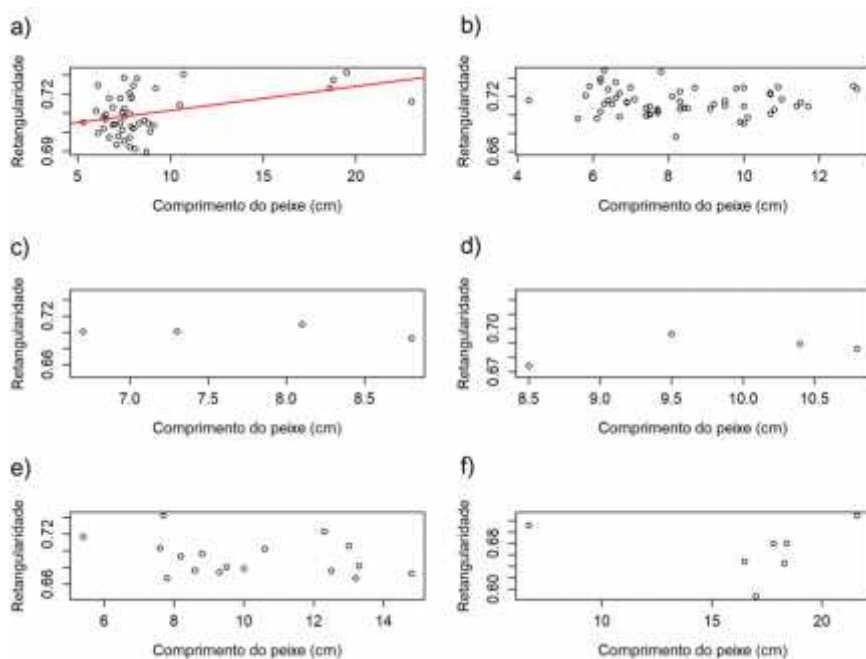 a)
Retangularidade
0.72
0.69
5
10
15
20
Comprimento do peixe (cm)
b)
Retangularidade
0.72
0.66
4
6
8
10
12
Comprimento do peixe (cm)
c)
Retangularidade
0.72
0.66
7.0
7.5
8.0
8.5
Comprimento do peixe (cm)
d)
Retangularidade
0.70
0.67
8.5
9.0
9.5
10.0
10.5
Comprimento do peixe (cm)
e)
Retangularidade
0.72
0.66
6
8
10
12
14
Comprimento do peixe (cm)
f)
Retangularidade
0.68
0.60
10
15
20
Comprimento do peixe (cm)